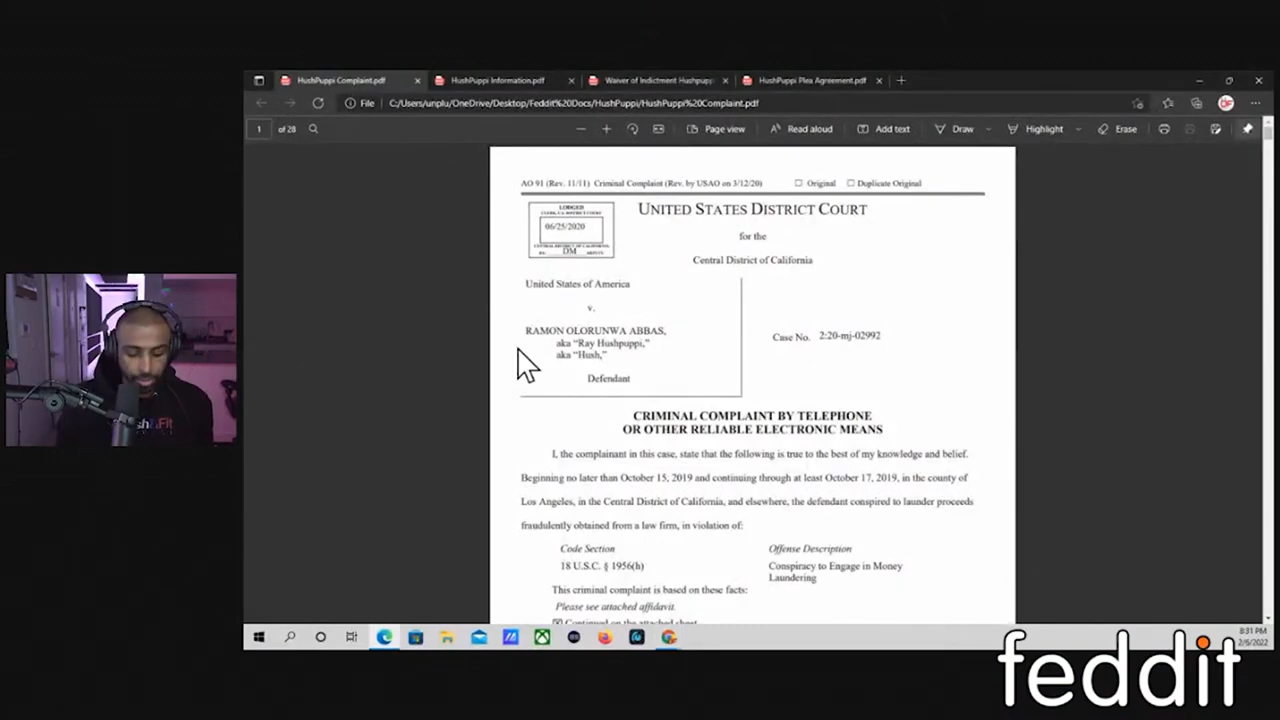 HushPuppi Complaint.pdf
HushPuppi Information.pdf
Waiver of Indictment Hushpupp
HushPuppi Plea Agreement.pdf
File
C:/Users/unplu/OneDrive/Desktop/Feddit%20Docs/HushPuppi/HushPuppi%20Complaint.pdf
1 of 28
Page view
Read aloud
Add text
Draw
Highlight
Erase
AO 91 (Rev. 11/11) Criminal Complaint (Rev. by USAO on 3/12/20)
Original
Duplicate Original
LODGED
CLERK, U.S. DISTRICT COURT
06/25/2020
CENTRAL DISTRICT OF CALIFORNIA
DM
UNITED STATES DISTRICT COURT
for the
Central District of California
United States of America
v.
RAMON OLORUNWA ABBAS,
aka “Ray Hushpuppi,”
aka “Hush,”
Defendant
Case No. 2:20-mj-02992
CRIMINAL COMPLAINT BY TELEPHONE
OR OTHER RELIABLE ELECTRONIC MEANS
I, the complainant in this case, state that the following is true to the best of my knowledge and belief.
Beginning no later than October 15, 2019 and continuing through at least October 17, 2019, in the county of
Los Angeles, in the Central District of California, and elsewhere, the defendant conspired to launder proceeds
fraudulently obtained from a law firm, in violation of:
Code Section
Offense Description
18 U.S.C. § 1956(h)
Conspiracy to Engage in Money
Laundering
This criminal complaint is based on these facts:
Please see attached affidavit.
Continued on the attached sheet.
8:31 PM
2/6/2022
feddit